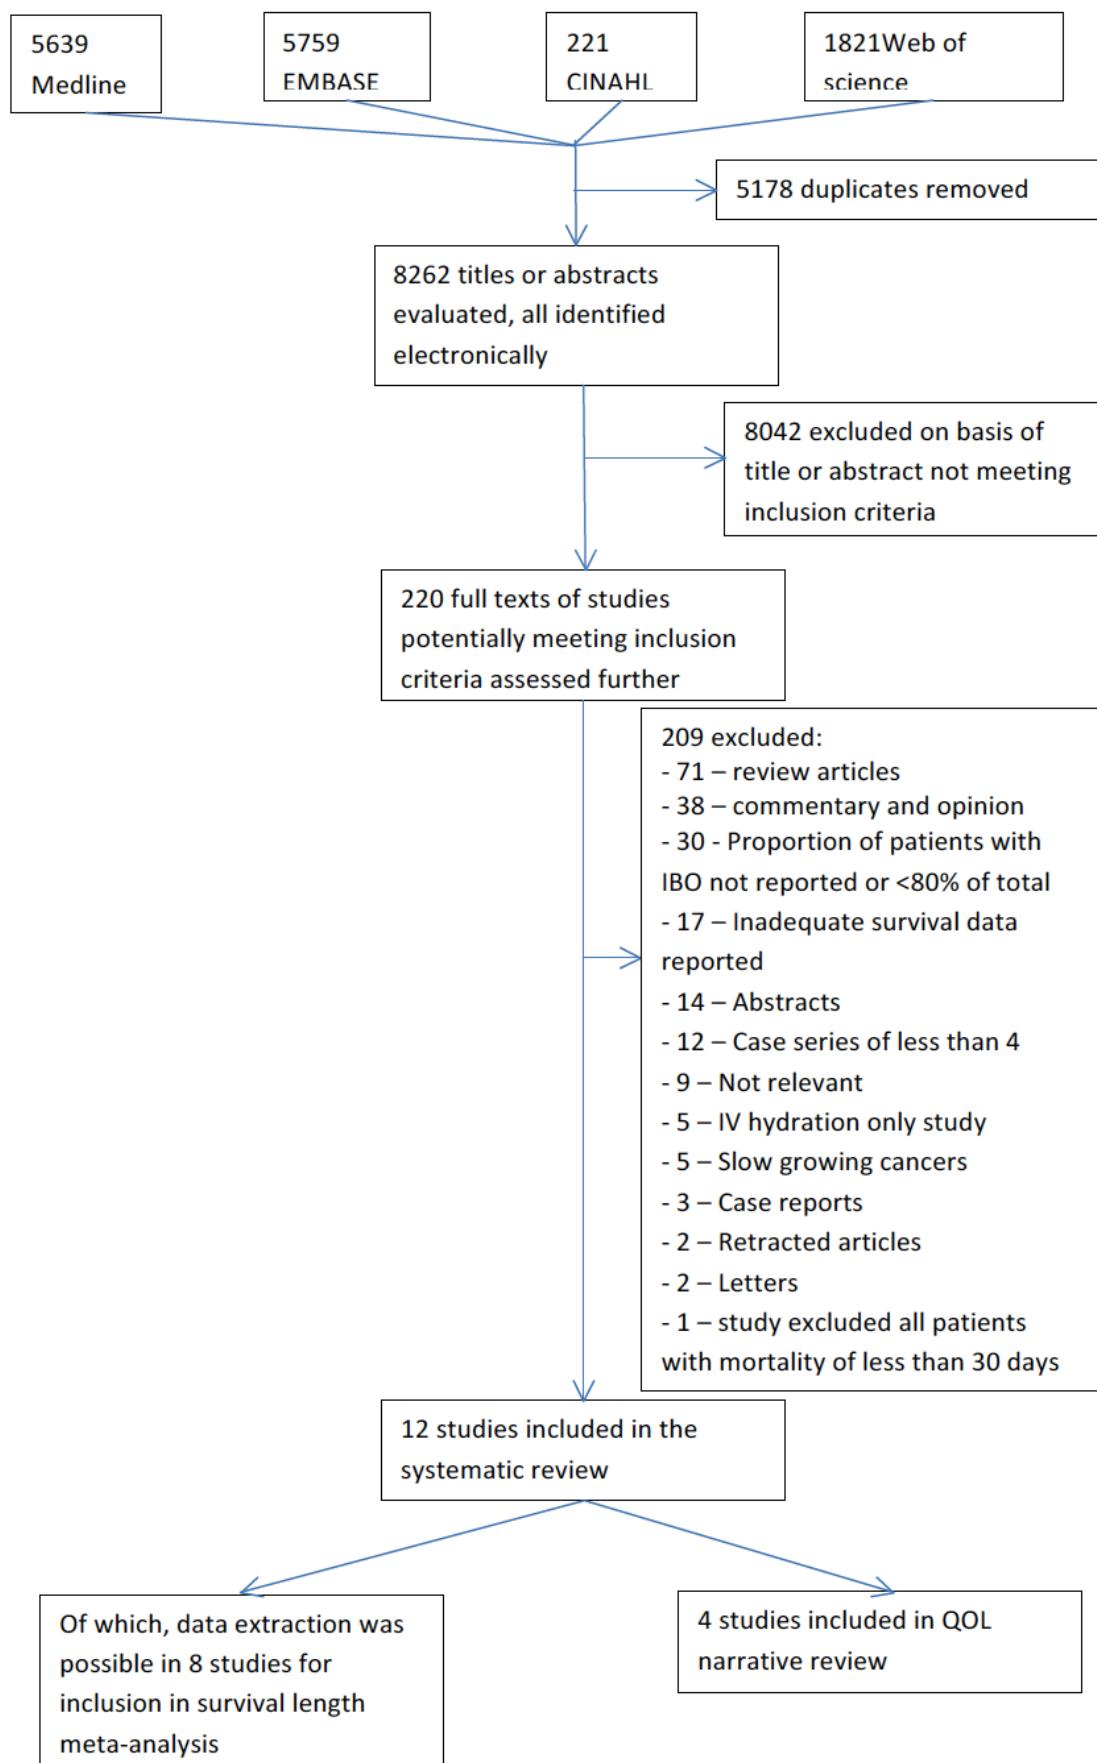 5639
Medline
5759
EMBASE
221
CINAHL
1821Web of
science
5178 duplicates removed
8262 titles or abstracts
evaluated, all identified
electronically
8042 excluded on basis of
title or abstract not meeting
inclusion criteria
220 full texts of studies
potentially meeting inclusion
criteria assessed further
209 excluded:
- 71 – review articles
- 38 – commentary and opinion
- 30 - Proportion of patients with
IBO not reported or <80% of total
- 17 – Inadequate survival data
reported
- 14 – Abstracts
- 12 – Case series of less than 4
- 9 – Not relevant
- 5 – IV hydration only study
- 5 – Slow growing cancers
- 3 – Case reports
- 2 – Retracted articles
- 2 – Letters
- 1 – study excluded all patients
with mortality of less than 30 days
12 studies included in the
systematic review
Of which, data extraction was
possible in 8 studies for
inclusion in survival length
meta-analysis
4 studies included in QOL
narrative review